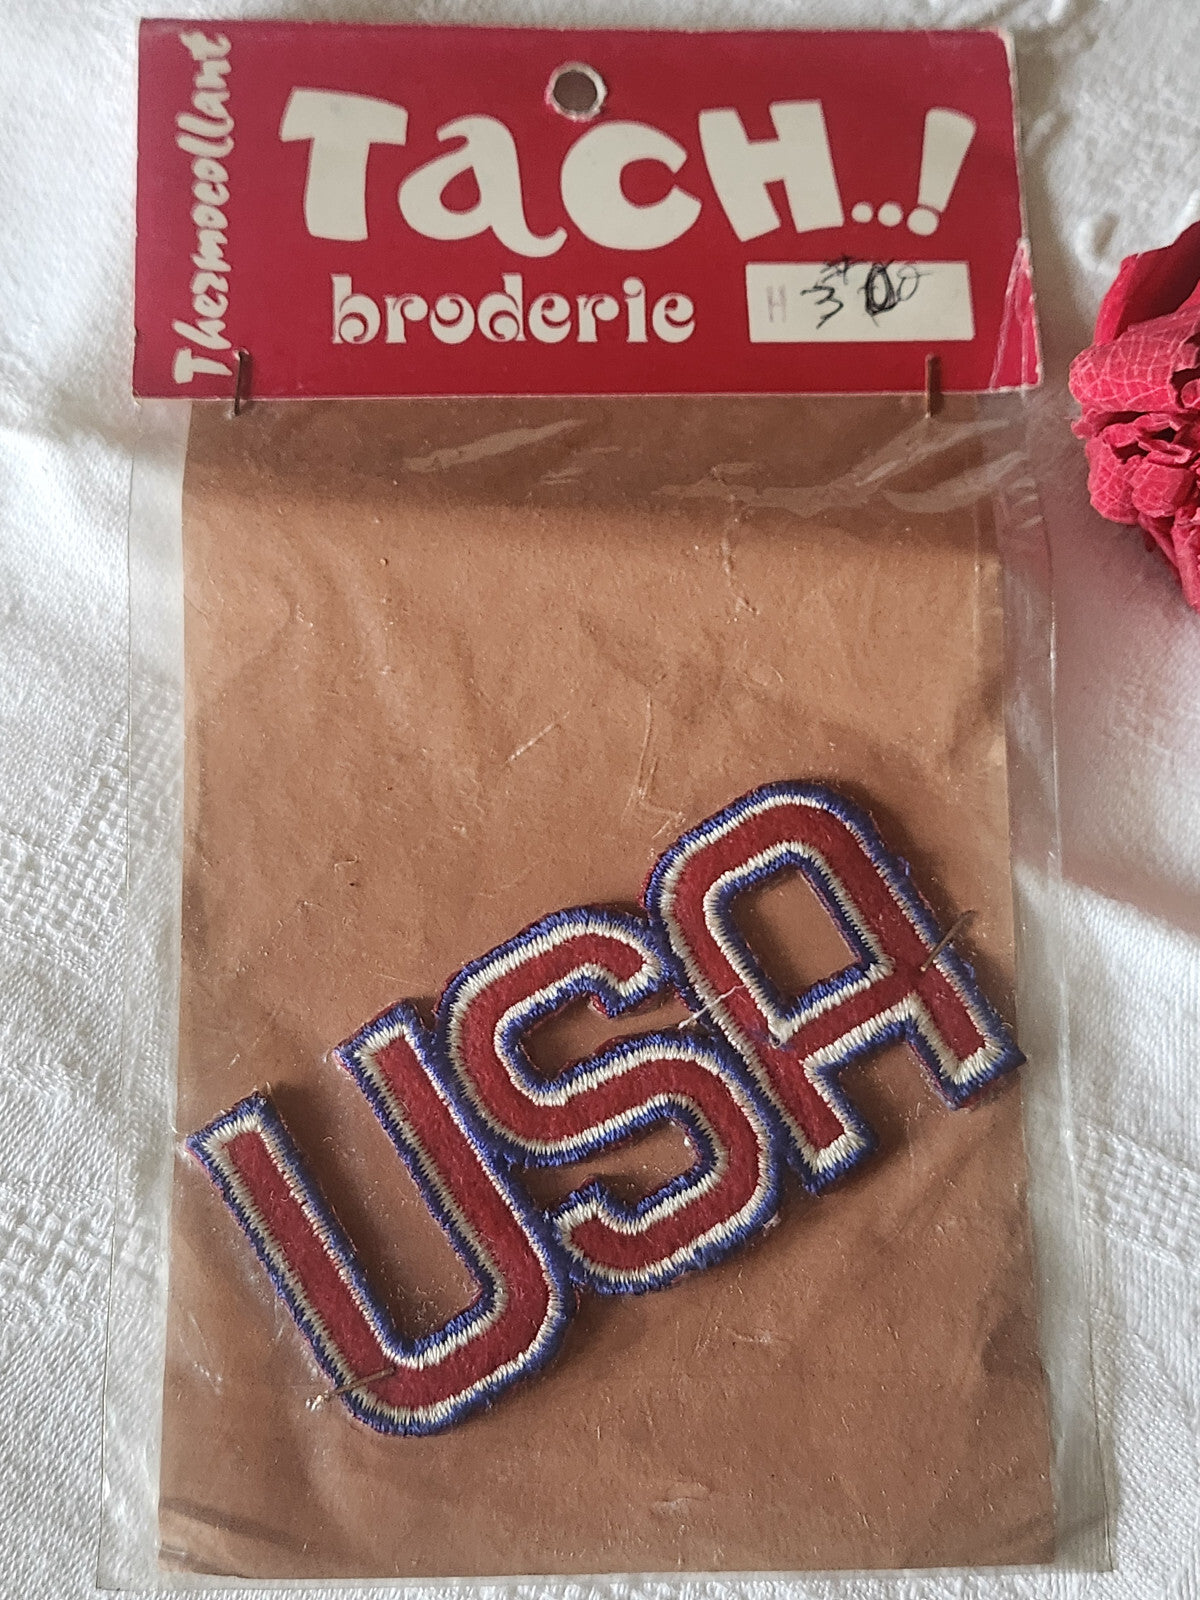 Thermocollant
TACH..!
broderie
H
USA